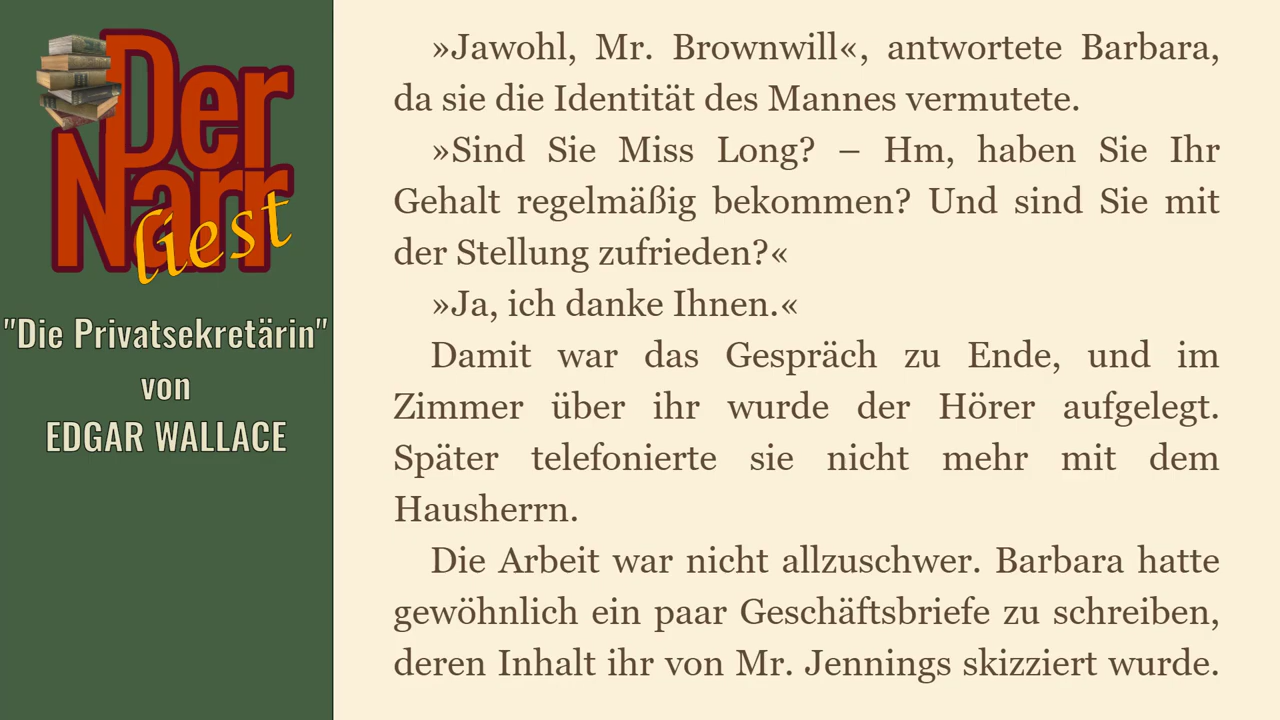 Der
Narr
liest
"Die Privatsekretärin"
von
EDGAR WALLACE
»Jawohl, Mr. Brownwill«, antwortete Barbara,
da sie die Identität des Mannes vermutete.
»Sind Sie Miss Long? – Hm, haben Sie Ihr
Gehalt regelmäßig bekommen? Und sind Sie mit
der Stellung zufrieden?«
»Ja, ich danke Ihnen.«
Damit war das Gespräch zu Ende, und im
Zimmer über ihr wurde der Hörer aufgelegt.
Später telefonierte sie nicht mehr mit dem
Hausherrn.
Die Arbeit war nicht allzuschwer. Barbara hatte
gewöhnlich ein paar Geschäftsbriefe zu schreiben,
deren Inhalt ihr von Mr. Jennings skizziert wurde.